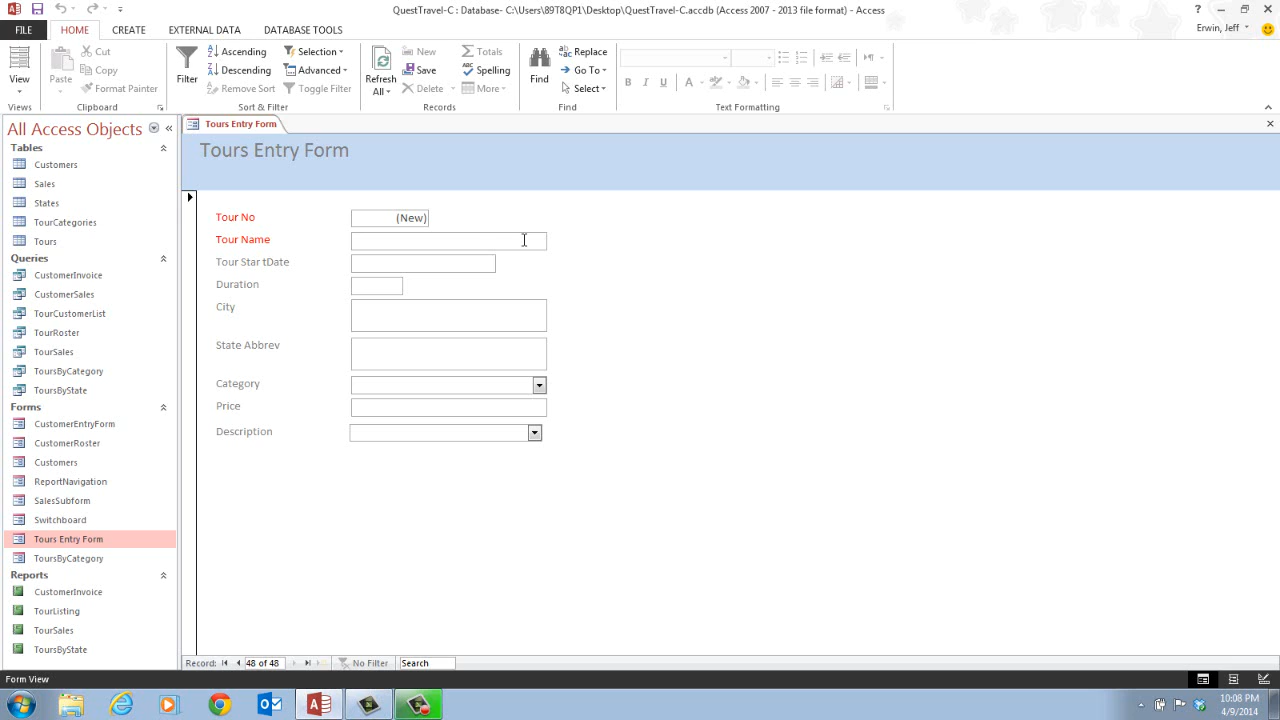 QuestTravel-C : Database- C:\Users\89T8QP1\Desktop\QuestTravel-C.accdb (Access 2007 - 2013 file format) - Access
FILE HOME CREATE EXTERNAL DATA DATABASE TOOLS Erwin, Jeff
View
Views
Paste
Cut
Copy
Format Painter
Clipboard
Filter
Ascending
Descending
Remove Sort
Selection
Advanced
Toggle Filter
Sort & Filter
Refresh
All
New
Save
Delete
Totals
Spelling
More
Records
Find
Replace
Go To
Select
Find
B I U A
Text Formatting
All Access Objects
Tables
Customers
Sales
States
TourCategories
Tours
Queries
CustomerInvoice
CustomerSales
TourCustomerList
TourRoster
TourSales
ToursByCategory
ToursByState
Forms
CustomerEntryForm
CustomerRoster
Customers
ReportNavigation
SalesSubform
Switchboard
Tours Entry Form
ToursByCategory
Reports
CustomerInvoice
TourListing
TourSales
ToursByState
Tours Entry Form
Tours Entry Form
Tour No (New)
Tour Name
Tour Star tDate
Duration
City
State Abbrev
Category
Price
Description
Record: 48 of 48 No Filter Search
Form View
10:08 PM
4/9/2014